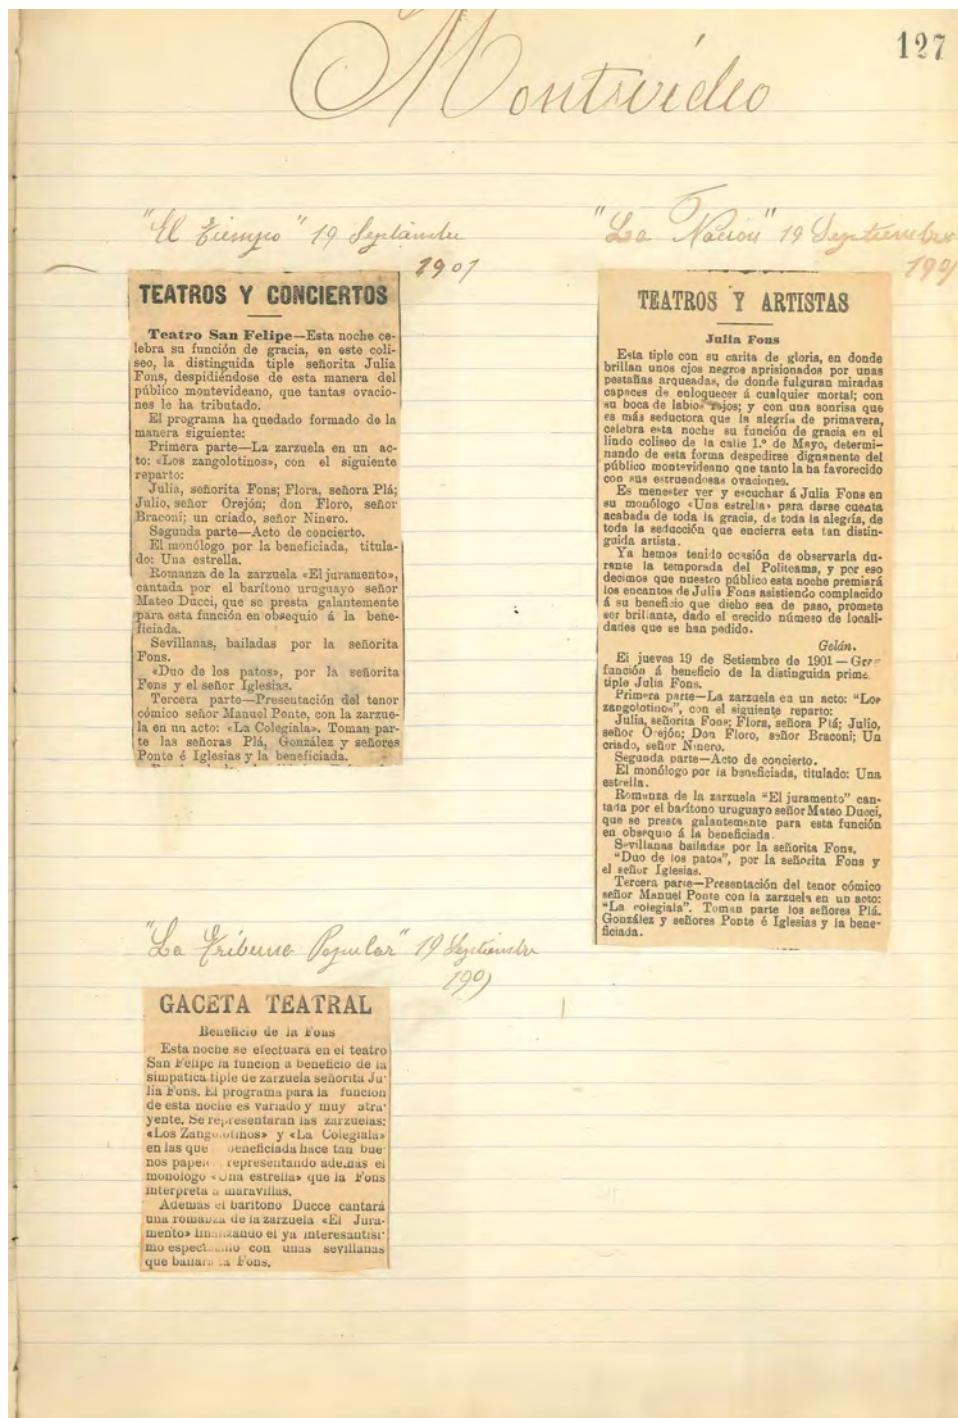 127
Montevideo
"El Tiempo" 19 Septiembre
1901
TEATROS Y CONCIERTOS
Teatro San Felipe—Esta noche ce-
lebra su función de gracia, en este coli-
seo, la distinguida tiple señorita Julia
Fons, despidiéndose de esta manera del
público montevideano, que tantas ovacio-
nes le ha tributado.
El programa ha quedado formado de la
manera siguiente:
Primera parte—La zarzuela en un ac-
to: «Los zangolotinos», con el siguiente
reparto:
Julia, señorita Fons; Flora, señora Plá;
Julio, señor Orejón; don Floro, señor
Braconi; un criado, señor Ninero.
Segunda parte—Acto de concierto.
El monólogo por la beneficiada, titula-
do: Una estrella.
Romanza de la zarzuela «El juramento»,
cantada por el barítono uruguayo señor
Mateo Ducci, que se presta galantemente
para esta función en obsequio á la bene-
ficiada.
Sevillanas, bailadas por la señorita
Fons.
«Duo de los patos», por la señorita
Fons y el señor Iglesias.
Tercera parte—Presentación del tenor
cómico señor Manuel Ponte, con la zarzue-
la en un acto: «La Colegiala». Toman par-
te las señoras Plá, González y señores
Ponte é Iglesias y la beneficiada.
"La Nación" 19 Septiembre
190
TEATROS Y ARTISTAS
Julia Fons
Esta tiple con su carita de gloria, en donde
brillan unos ojos negros aprisionados por unas
pestañas arqueadas, de donde fulguran miradas
capaces de enloquecer á cualquier mortal; con
su boca de labios rojos; y con una sonrisa que
es más seductora que la alegría de primavera,
celebra esta noche su función de gracia en el
lindo coliseo de la calle 1.º de Mayo, determi-
nando de esta forma despedirse dignamente del
público montevideano que tanto la ha favorecido
con sus estruendosas ovaciones.
Es menester ver y escuchar á Julia Fons en
su monólogo «Una estrella» para darse cuenta
acabada de toda la gracia, de toda la alegría, de
toda la seducción que encierra esta tan distin-
guida artista.
Ya hemos tenido ocasión de observarla du-
rante la temporada del Politeama, y por eso
decimos que nuestro público esta noche premiará
los encantos de Julia Fons asistiendo complacido
á su beneficio que dicho sea de paso, promete
ser brillante, dado el crecido número de locali-
dades que se han pedido.
Gelán.
El jueves 19 de Setiembre de 1901—Gran
función á beneficio de la distinguida prime
tiple Julia Fons.
Primera parte—La zarzuela en un acto: "Los
zangolotinos", con el siguiente reparto:
Julia, señorita Fons; Flora, señora Plá; Julio,
señor Orejón; Don Floro, señor Braconi; Un
criado, señor Ninero.
Segunda parte—Acto de concierto.
El monólogo por la beneficiada, titulado: Una
estrella.
Romanza de la zarzuela "El juramento" can-
tada por el barítono uruguayo señor Mateo Ducci,
que se presta galantemente para esta función
en obsequio á la beneficiada.
Sevillanas bailadas por la señorita Fons.
"Duo de los patos", por la señorita Fons y
el señor Iglesias.
Tercera parte—Presentación del tenor cómico
señor Manuel Ponte con la zarzuela en un acto:
"La colegiala". Toman parte los señores Plá.
González y señores Ponte é Iglesias y la bene-
ficiada.
"La Tribuna Popular" 19 Septiembre
1901
GACETA TEATRAL
Beneficio de la Fons
Esta noche se efectuará en el teatro
San Felipe la funcion a beneficio de la
simpatica tiple de zarzuela señorita Ju-
lia Fons. El programa para la funcion
de esta noche es variado y muy atra-
yente. Se representaran las zarzuelas:
«Los Zangolotinos» y «La Colegiala»
en las que beneficiada hace tan bue-
nos papeles representando ademas el
monologo «Una estrella» que la Fons
interpreta a maravillas.
Ademas el baritono Ducce cantará
una romanza de la zarzuela «El Jura-
mento» finalizando el ya interesantísi-
mo espectaculo con unas sevillanas
que bailará la Fons.